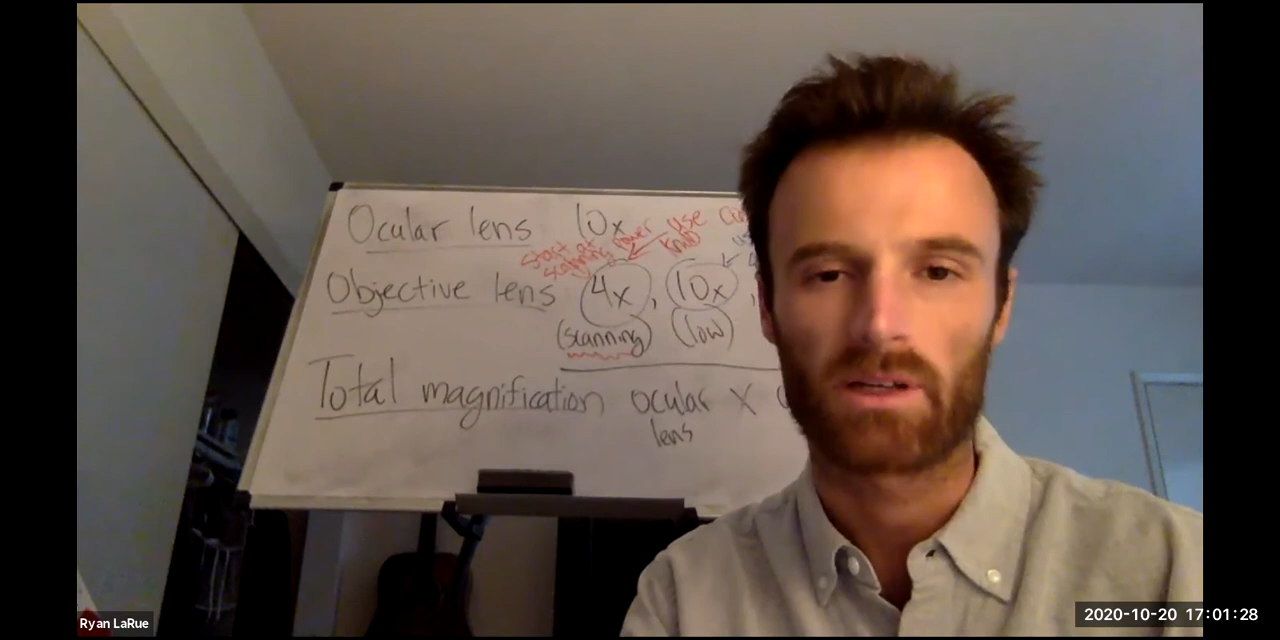 Ocular lens 10x
start at scanning power
use
knob
Objective lens 4x, 10x,
(scanning) (low)
Total magnification ocular x
lens
Ryan LaRue
2020-10-20 17:01:28